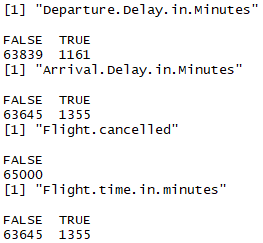 [1] "Departure.Delay.in.Minutes"
FALSE TRUE
63839 1161
[1] "Arrival.Delay.in.Minutes"
FALSE TRUE
63645 1355
[1] "Flight.cancelled"
FALSE
65000
[1] "Flight.time.in.minutes"
FALSE TRUE
63645 1355